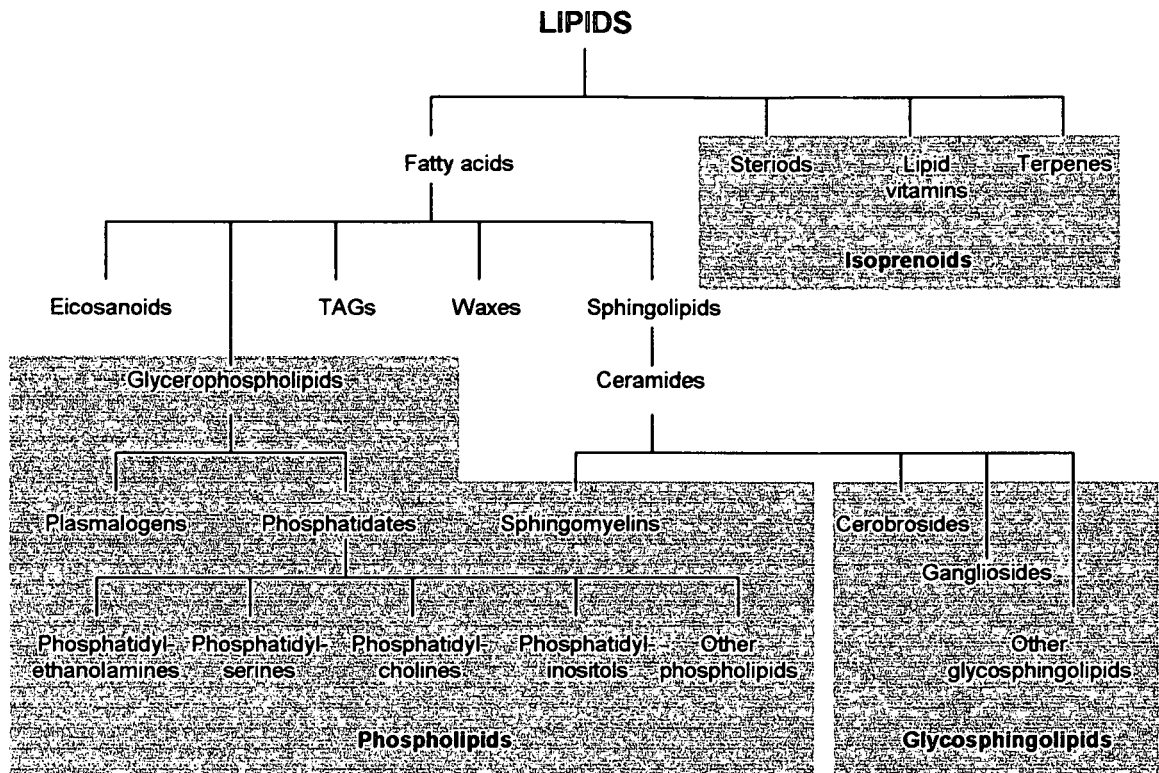 LIPIDS
Fatty acids
Steriods
Lipid
vitamins
Terpenes
Isoprenoids
Eicosanoids
TAGs
Waxes
Sphingolipids
Glycerophospholipids
Ceramides
Plasmalogens
Phosphatidates
Sphingomyelins
Cerobrosides
Gangliosides
Phosphatidyl-
ethanolamines
Phosphatidyl-
serines
Phosphatidyl-
cholines
Phosphatidyl-
inositols
Other
phospholipids
Other
glycosphingolipids
Phospholipids
Glycosphingolipids